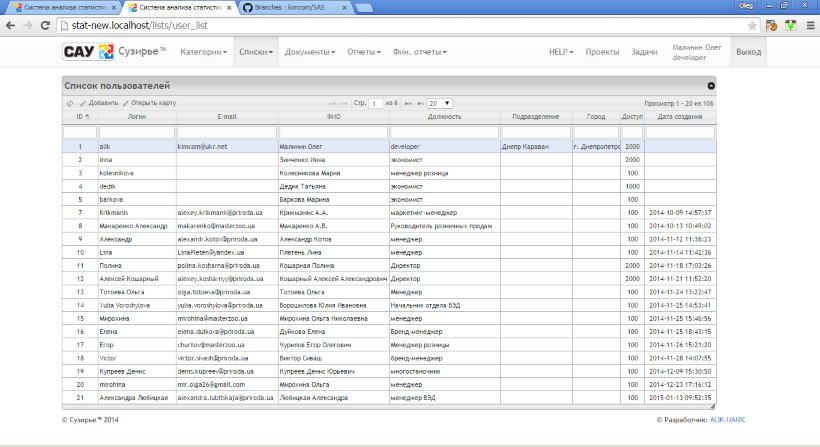 Система анализа статисти
Система анализа статисти
Branches · kimcom/SAS
Oleg
stat-new.localhost/lists/user_list
САУ Сузирье™ Категории Списки Документы Отчеты Фин. отчеты HELP Проекты Задачи Малинин Олег developer Выход
Список пользователей
Добавить Открыть карту Стр. 1 из 6 20 Просмотр 1 - 20 из 106
ID Логин E-mail ФИО Должность Подразделение Город Доступ Дата создания
1 alik kimcom@ukr.net Малинин Олег developer Днепр Караван г. Днепропетро 2000
2 inna Зинченко Инна экономист 2000
3 kolesnikova Колесникова Мария менеджер розница 100
4 dedik Дедик Татьяна экономист 1000
5 barkova Баркова Марина экономист 100
7 Krikmanis alexey.krikmanis@priroda.ua Крикманис А.А. маркетинг-менеджер 100 2014-10-09 14:57:37
8 Макаренко Александр makarenko@masterzoo.ua Макаренко А.В. Руководитель розничных продаж 100 2014-10-13 10:49:02
9 Александр alexandr.kotov@priroda.ua Александр Котов менеджер 100 2014-11-12 11:36:23
10 Lina LinaPleten@yandex.ua Плетень Лина менеджер 100 2014-11-14 11:42:36
11 Полина polina.kosharna@priroda.ua Кошарная Полина Директор 2000 2014-11-18 17:03:26
12 Алексей Кошарный alexey.kosharnyy@priroda.ua Кошарный Алексей Александрович Директор 2000 2014-11-21 11:52:20
13 Тотоева Ольга olga.totoeva@priroda.ua Тотоева Ольга Менеджер 100 2014-11-24 13:22:47
14 Yulia Voroshylova yulia.voroshylova@priroda.ua Ворошилова Юлия Ивановна Начальник отдела ВЭД 100 2014-11-25 14:53:41
15 Мирохина mirohina@masterzoo.ua Мирохина Ольга Николаевна менеджер 100 2014-11-25 15:46:56
16 Елена elena.duikova@priroda.ua Дуйкова Елена Бренд-менеджер 100 2014-11-25 18:43:15
17 Егор churilov@masterzoo.ua Чурилов Егор Олегович Менеджер розницы 100 2014-11-26 15:21:20
18 Victor victor.sivash@priroda.ua Виктор Сиваш бренд-менеджер 100 2014-11-28 14:07:55
19 Купреев Денис denis.kupreev@priroda.ua Купреев Денис Юрьевич многостаночник 100 2014-12-09 15:30:50
20 mirohina mir.olga26@gmail.com Мирохина Ольга менеджер 100 2014-12-23 17:16:12
21 Александра Любицкая alexandra.lubitskaja@priroda.ua Любицкая Александра менеджер ВЭД 100 2015-01-13 09:52:35
© Сузирье™ 2014 © Разработчик: ALIK-UANIC